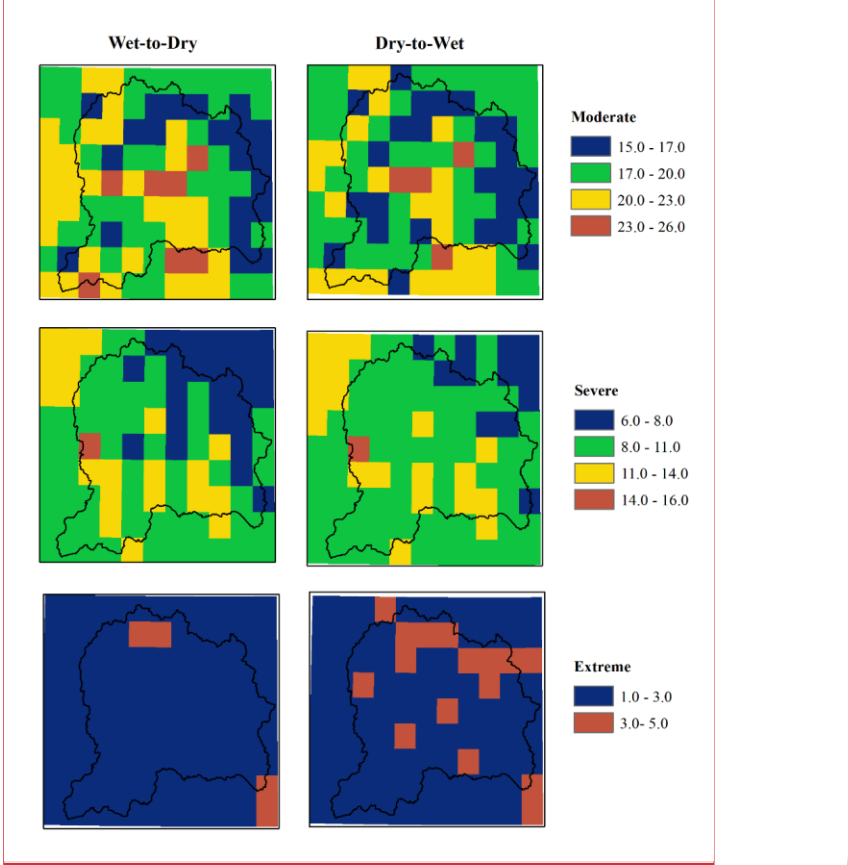 Wet-to-Dry
Dry-to-Wet
Moderate
15.0 - 17.0
17.0 - 20.0
20.0 - 23.0
23.0 - 26.0
Severe
6.0 - 8.0
8.0 - 11.0
11.0 - 14.0
14.0 - 16.0
Extreme
1.0 - 3.0
3.0- 5.0